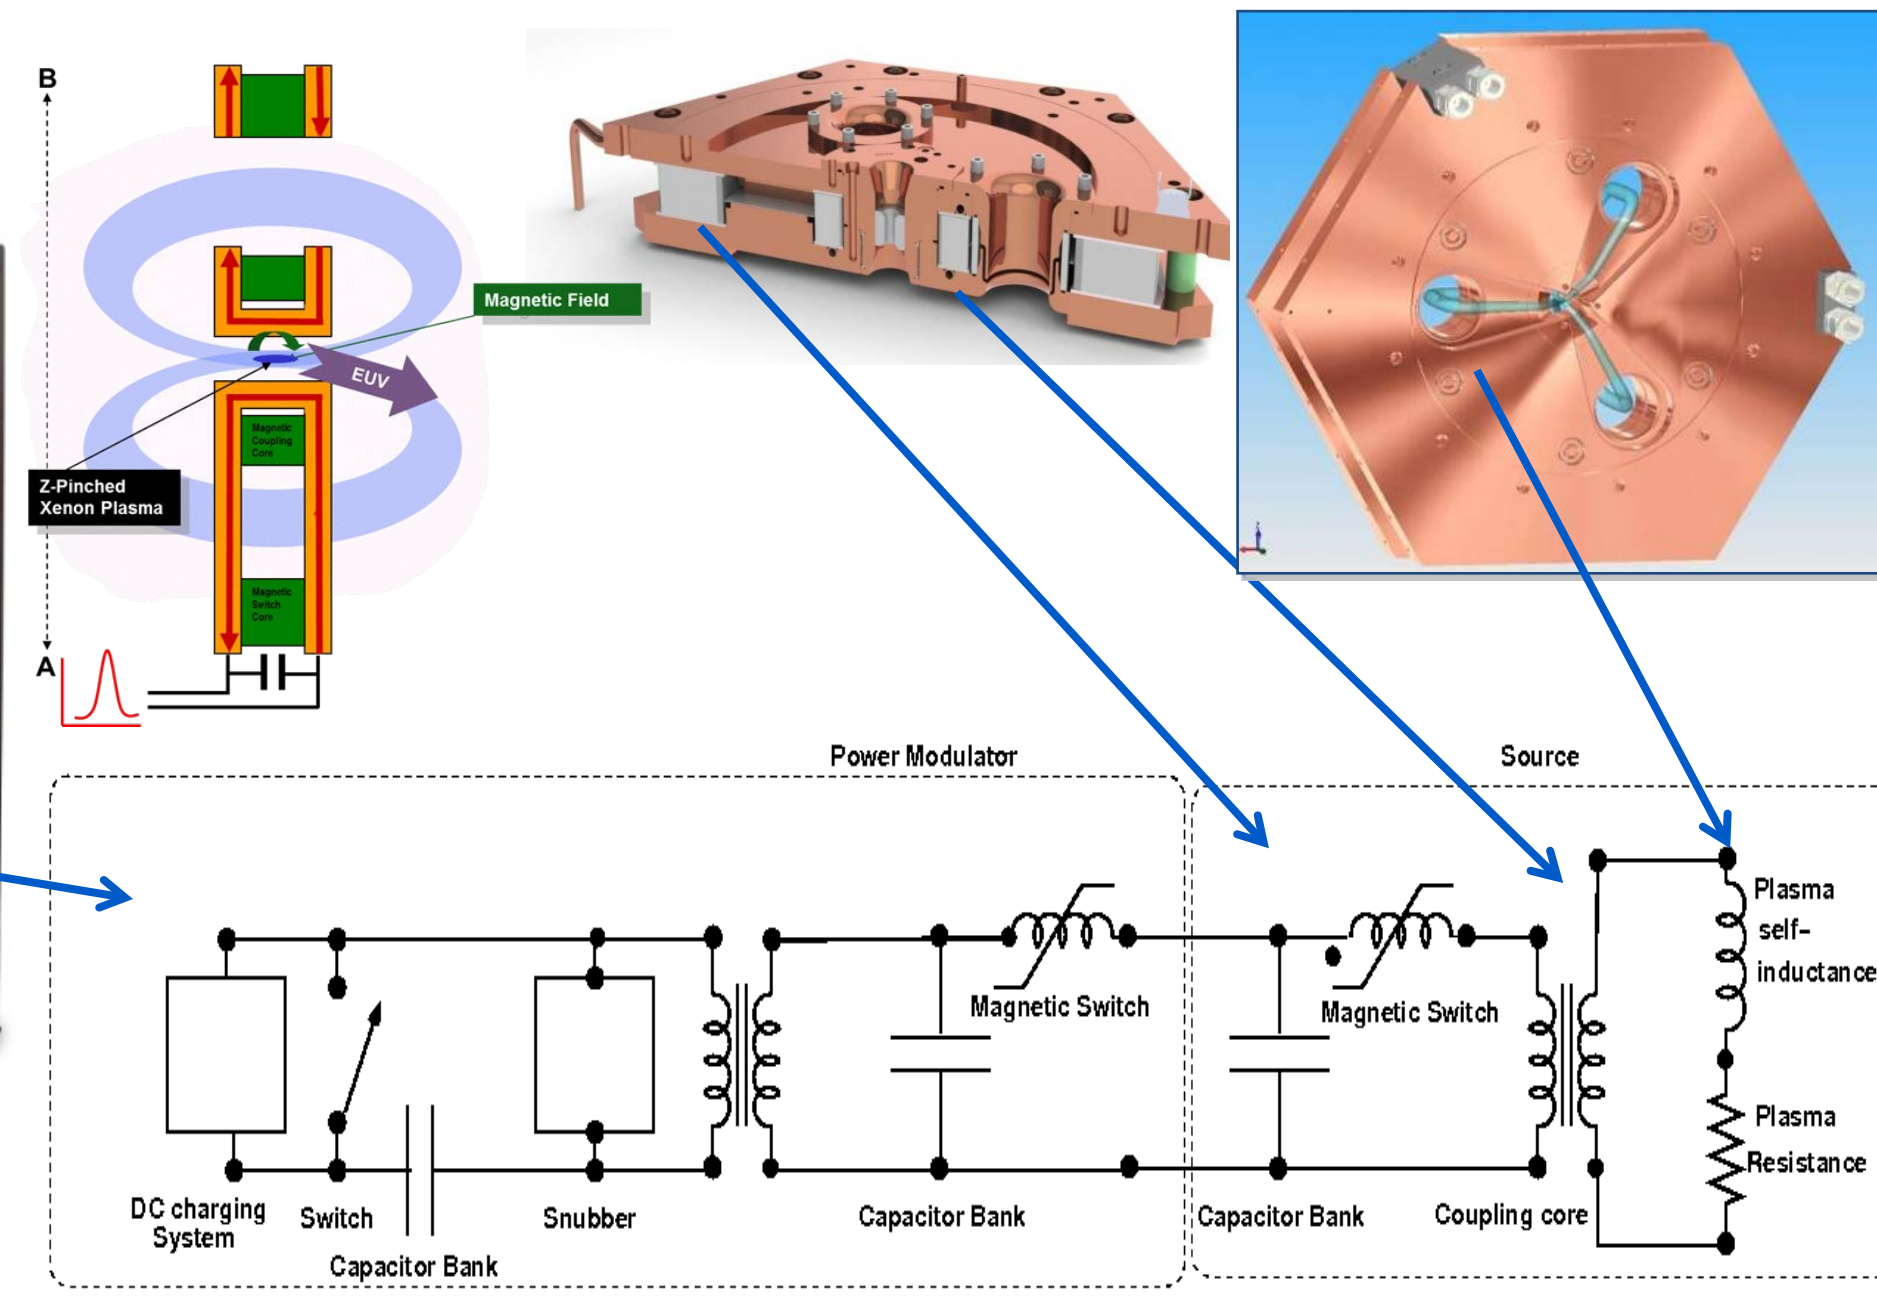 B
Magnetic Field
EUV
Magnetic
Coupling
Core
Z-Pinched
Xenon Plasma
Magnetic
Switch
Core
A
Power Modulator
Source
Plasma
self-
inductance
Magnetic Switch
Magnetic Switch
Plasma
Resistance
DC charging
System
Switch
Snubber
Capacitor Bank
Capacitor Bank
Coupling core
Capacitor Bank